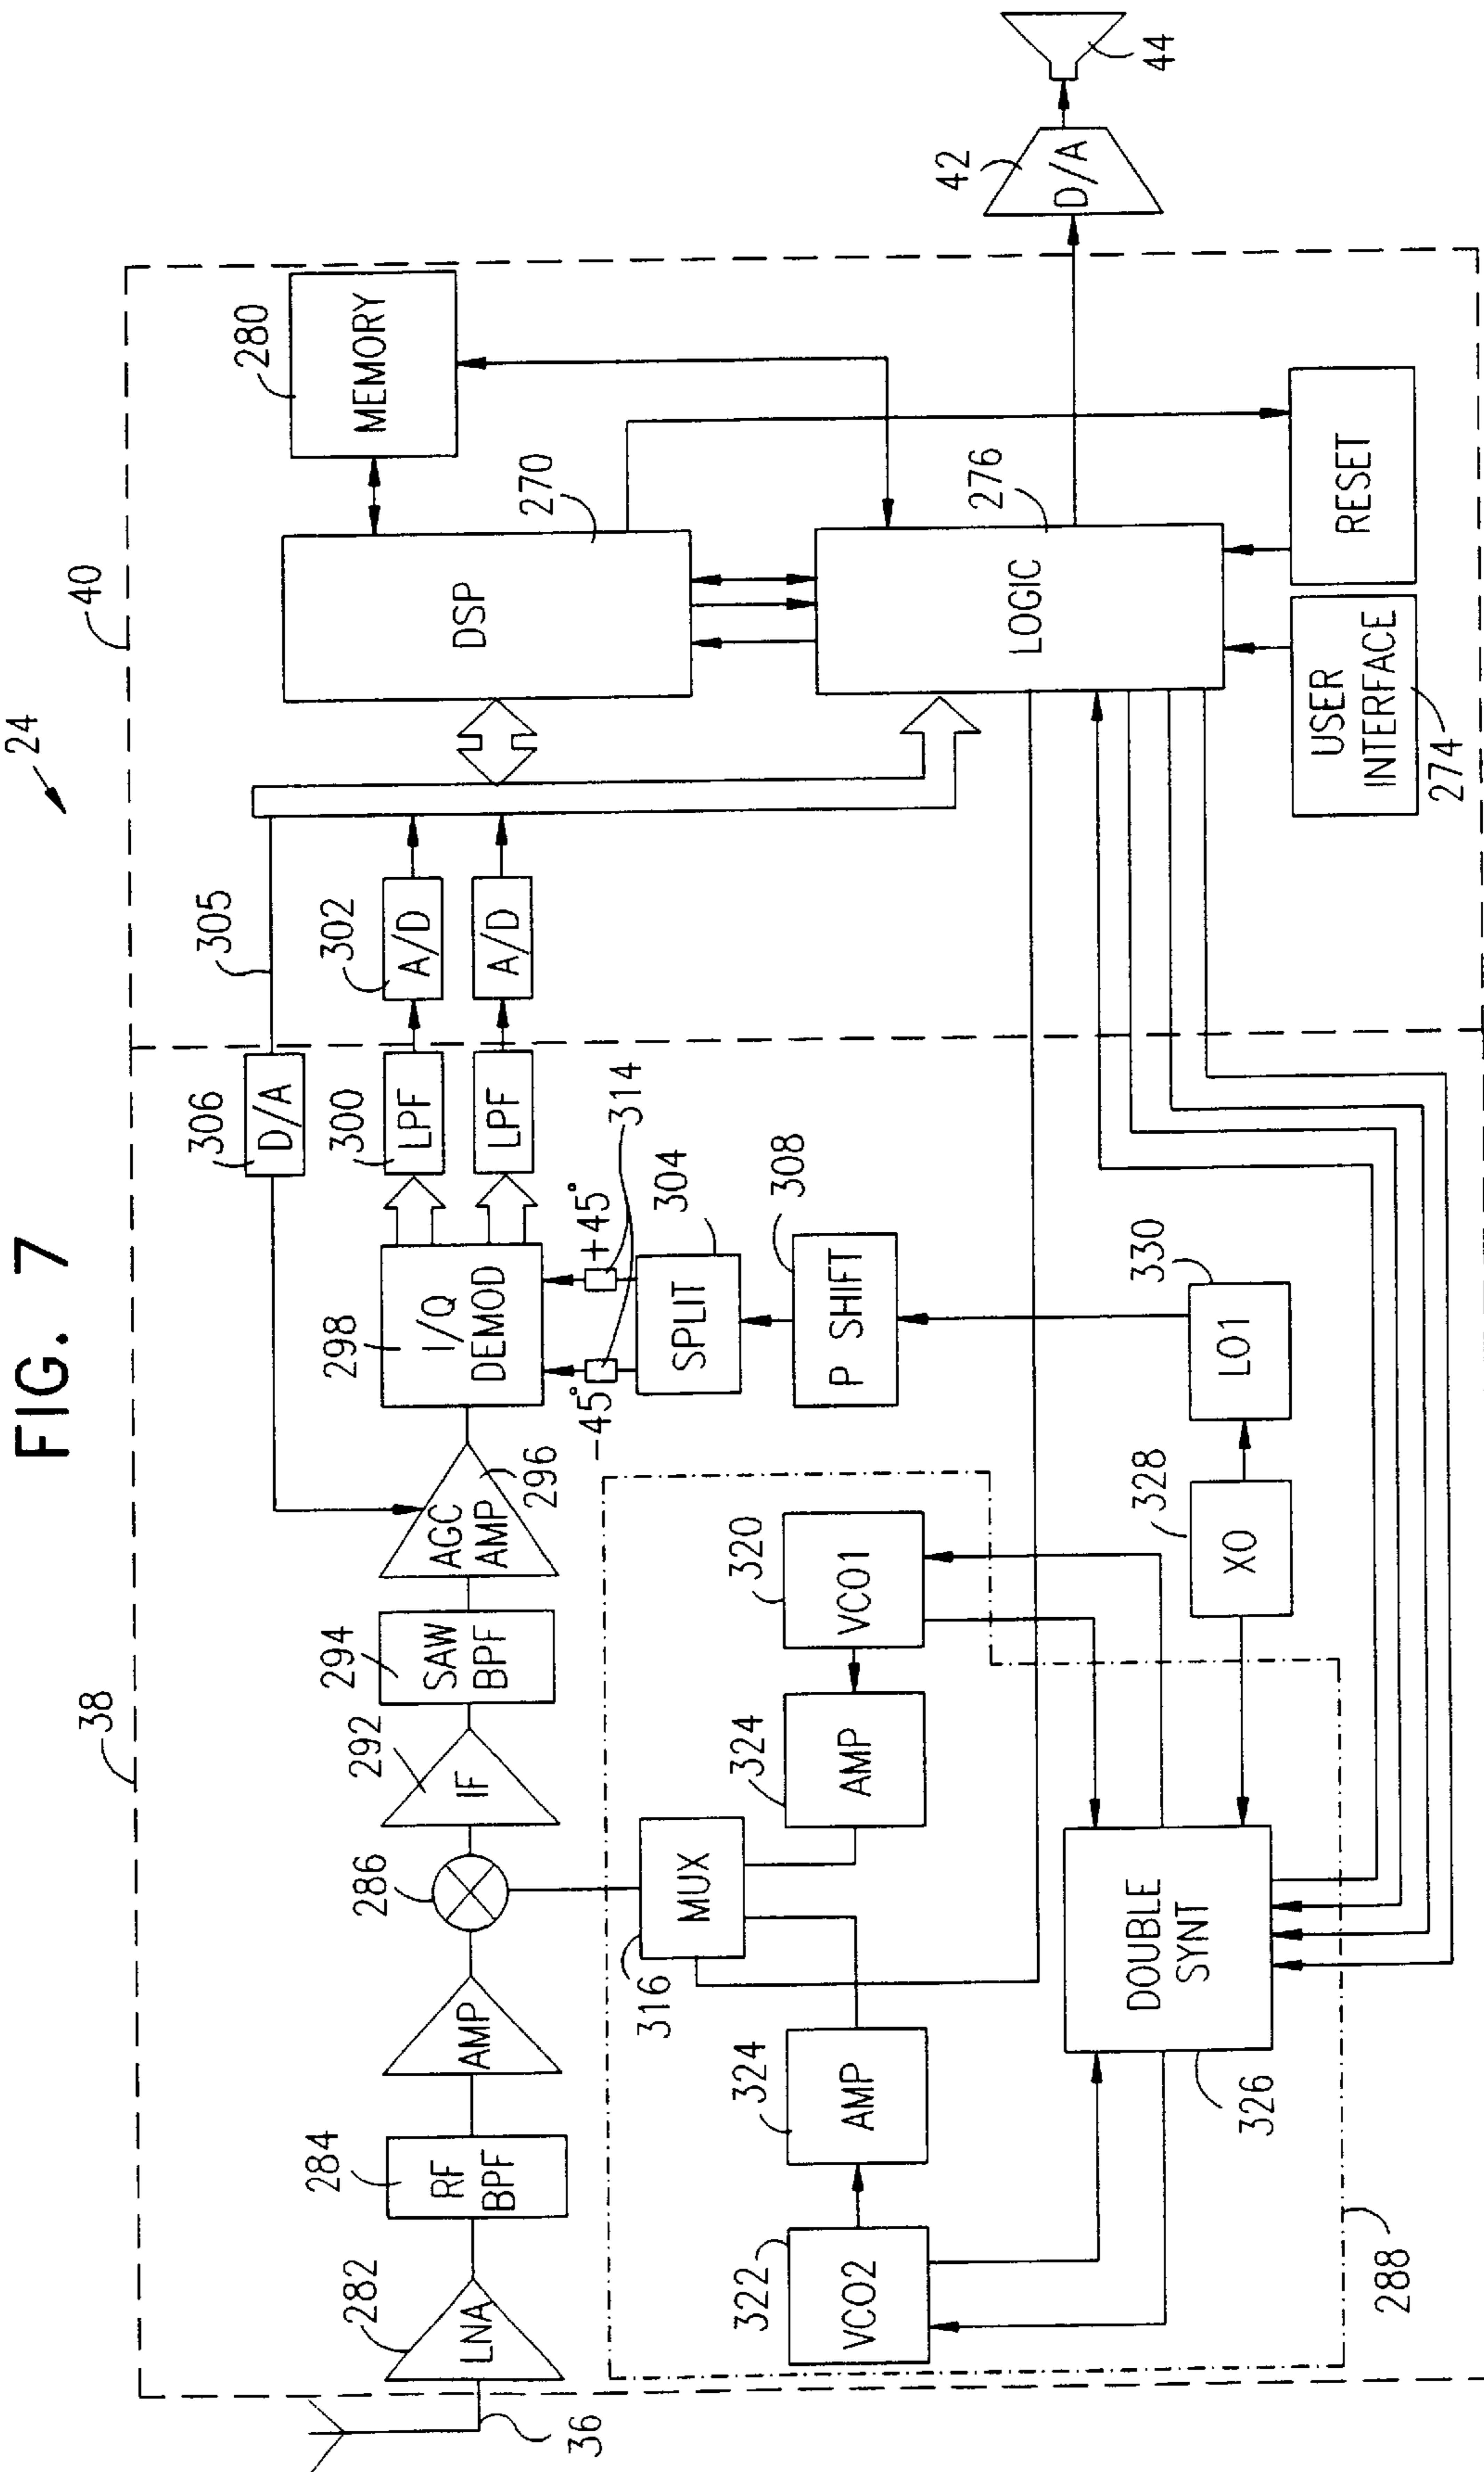 FIG. 7
24
38
40
36
282
LNA
284
RF
BPF
AMP
286
292
IF
294
SAW
BPF
AGC
AMP
296
298
I/Q
DEMOD
306
D/A
305
300
LPF
302
A/D
LPF
A/D
280
MEMORY
270
DSP
-45°
+45°
314
304
SPLIT
308
P SHIFT
316
MUX
320
VCO1
324
AMP
324
AMP
322
VCO2
326
DOUBLE
SYNT
328
XO
330
LO1
288
276
LOGIC
USER
INTERFACE
274
RESET
42
D/A
44